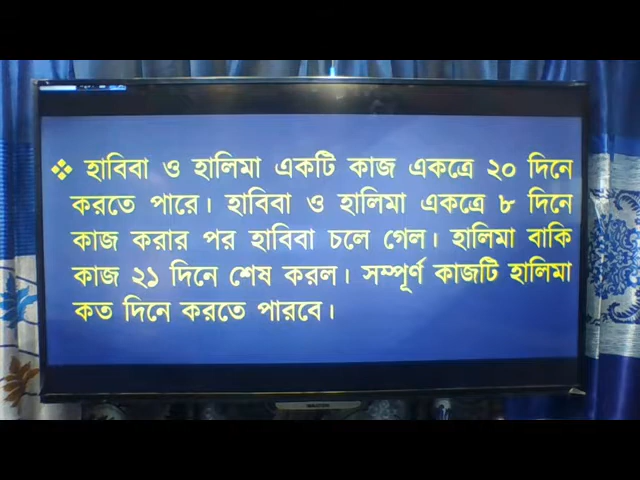 ❖ হাবিবা ও হালিমা একটি কাজ একত্রে ২০ দিনে
করতে পারে। হাবিবা ও হালিমা একত্রে ৮ দিনে
কাজ করার পর হাবিবা চলে গেল। হালিমা বাকি
কাজ ২১ দিনে শেষ করল। সম্পূর্ণ কাজটি হালিমা
কত দিনে করতে পারবে।